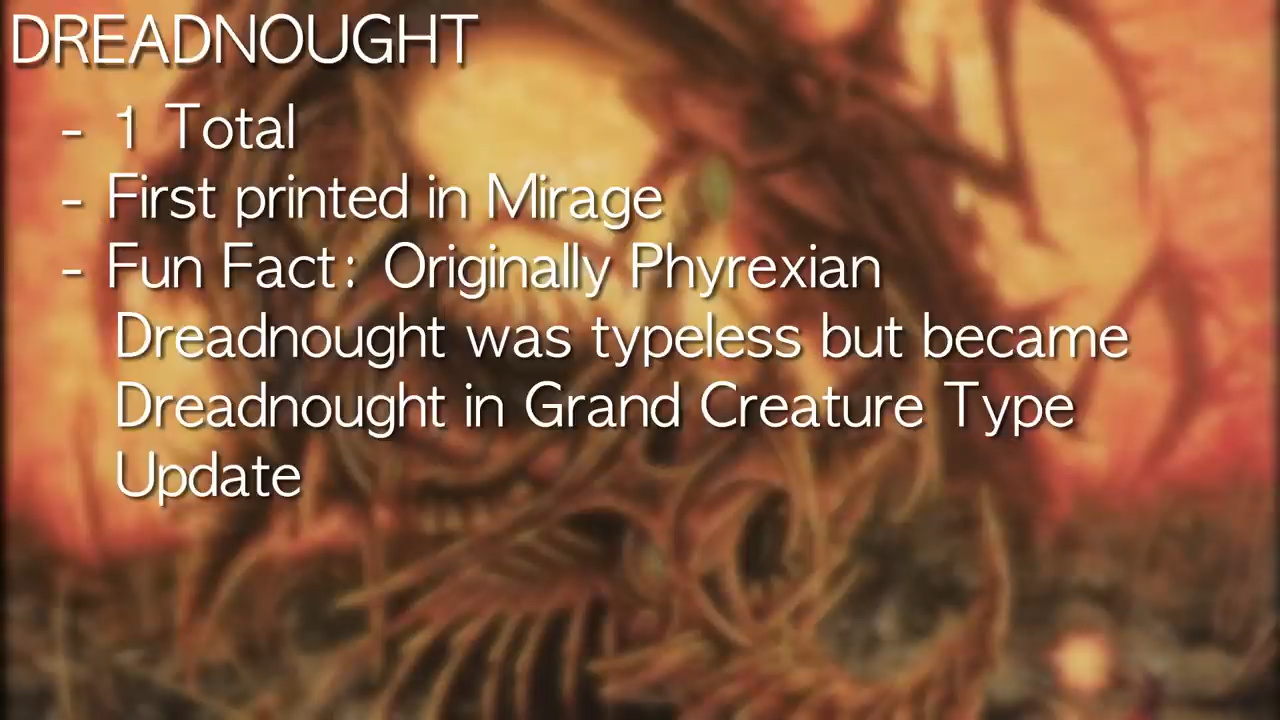 DREADNOUGHT
- 1 Total
- First printed in Mirage
- Fun Fact: Originally Phyrexian
Dreadnought was typeless but became
Dreadnought in Grand Creature Type
Update